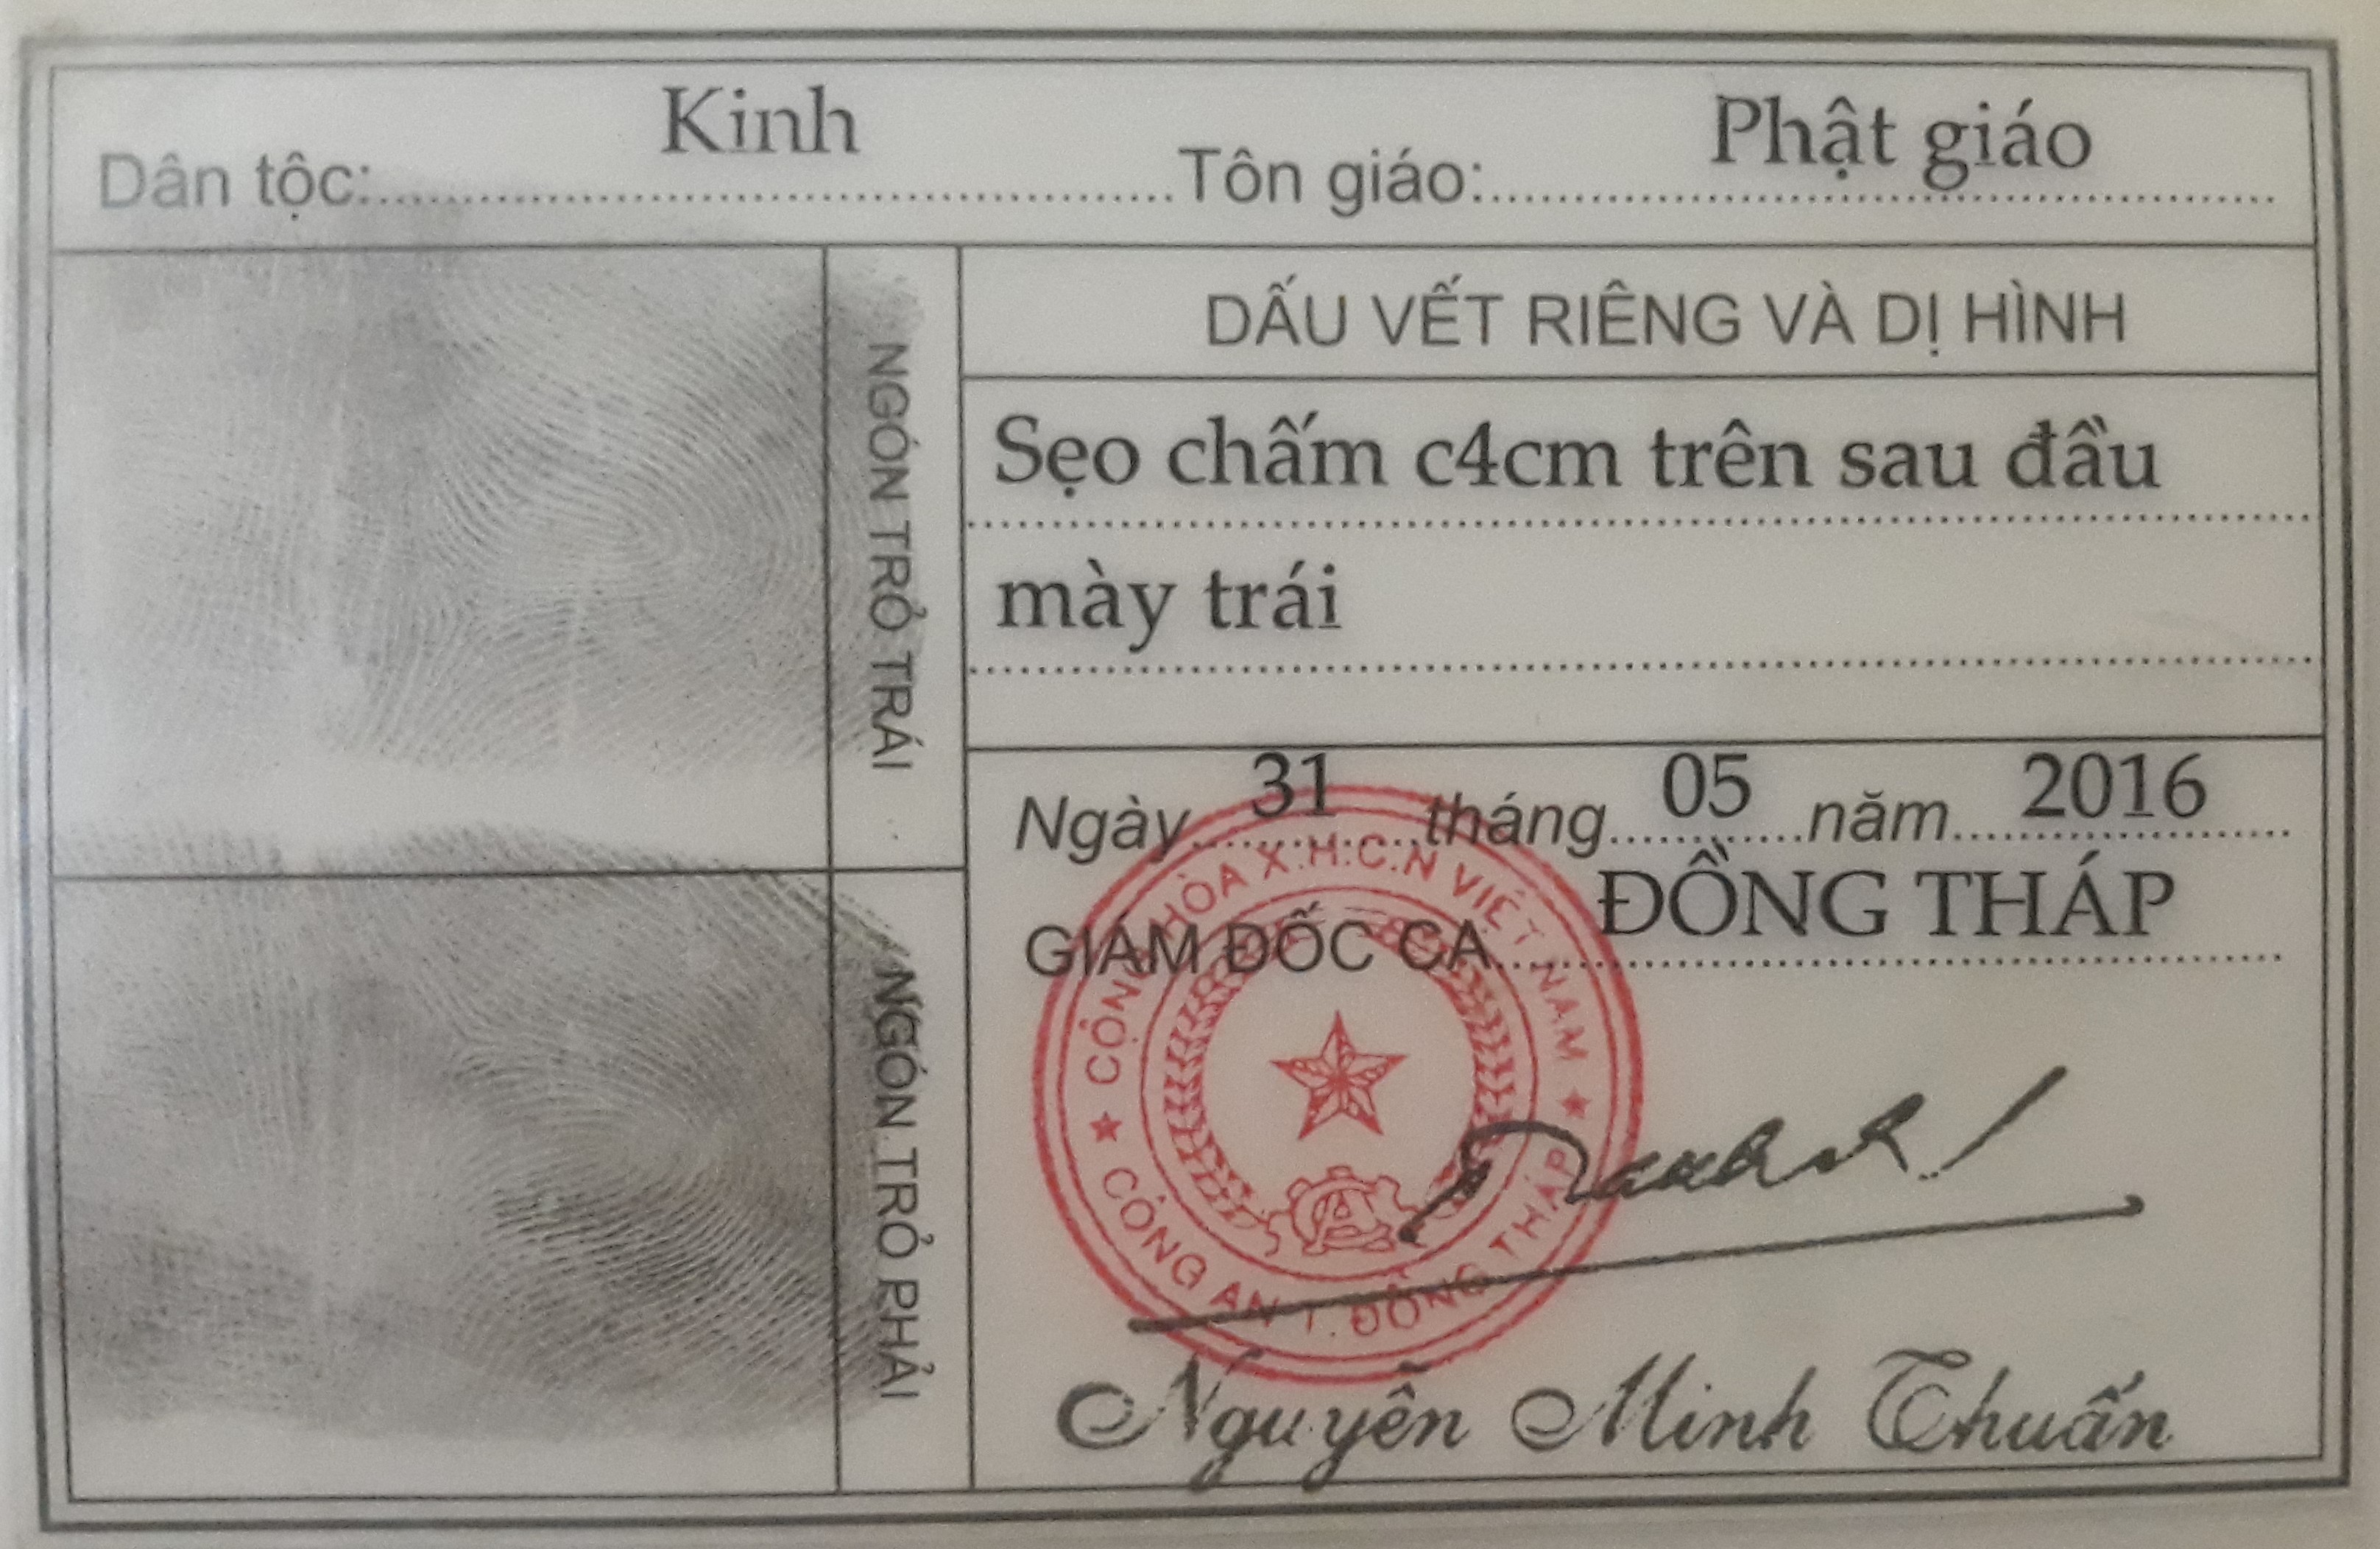 Dân tộc: Kinh Tôn giáo: Phật giáo
NGÓN TRỎ TRÁI
DẤU VẾT RIÊNG VÀ DỊ HÌNH
Sẹo chấm c4cm trên sau đầu
mày trái
NGÓN TRỎ PHẢI
Ngày 31 tháng 05 năm 2016
GIÁM ĐỐC CA ĐỒNG THÁP
CỘNG HÒA X.H.C.N VIỆT NAM
CÔNG AN T. ĐỒNG THÁP
Nguyễn Minh Thuấn